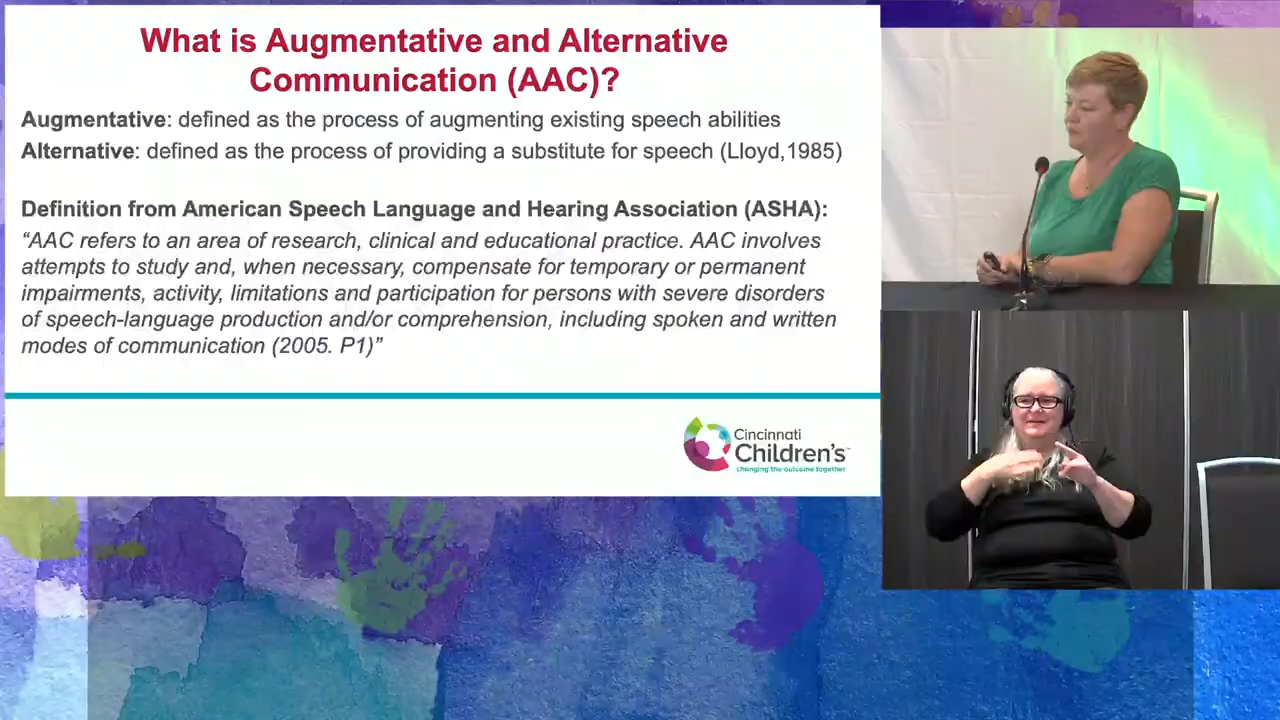 What is Augmentative and Alternative
Communication (AAC)?
Augmentative: defined as the process of augmenting existing speech abilities
Alternative: defined as the process of providing a substitute for speech (Lloyd,1985)
Definition from American Speech Language and Hearing Association (ASHA):
“AAC refers to an area of research, clinical and educational practice. AAC involves
attempts to study and, when necessary, compensate for temporary or permanent
impairments, activity, limitations and participation for persons with severe disorders
of speech-language production and/or comprehension, including spoken and written
modes of communication (2005. P1)”
Cincinnati
Children's™
changing the outcome together